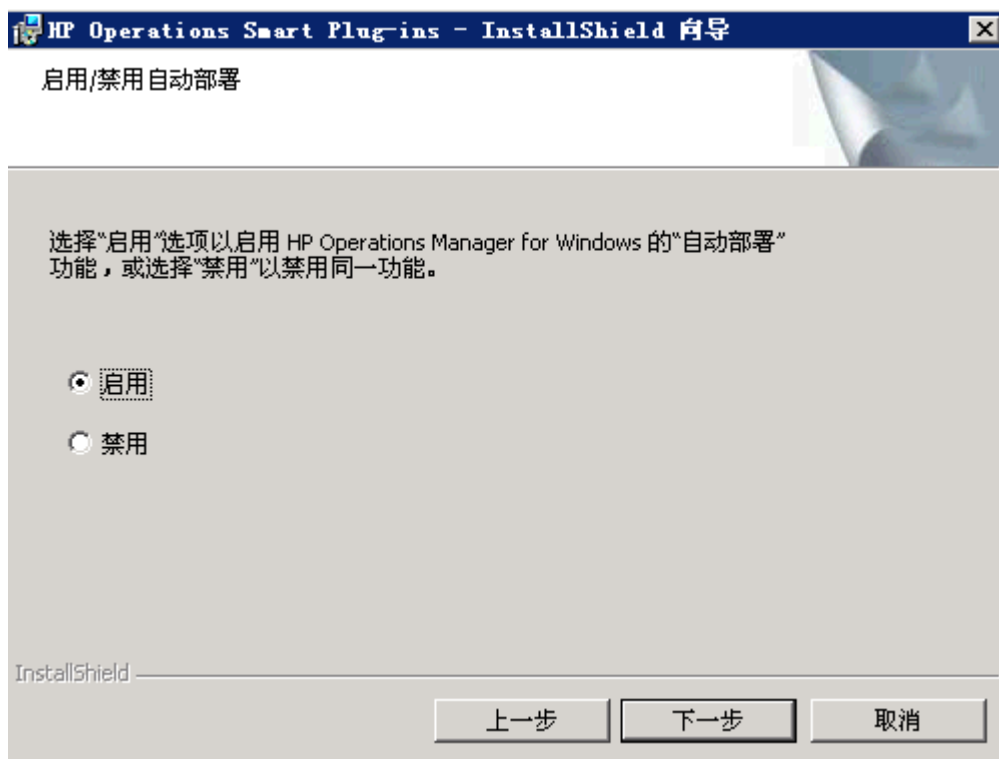 HP Operations Smart Plug-ins - InstallShield 向导
启用/禁用自动部署
选择“启用”选项以启用 HP Operations Manager for Windows 的“自动部署”
功能，或选择“禁用”以禁用同一功能。
启用
禁用
InstallShield
上一步 下一步 取消